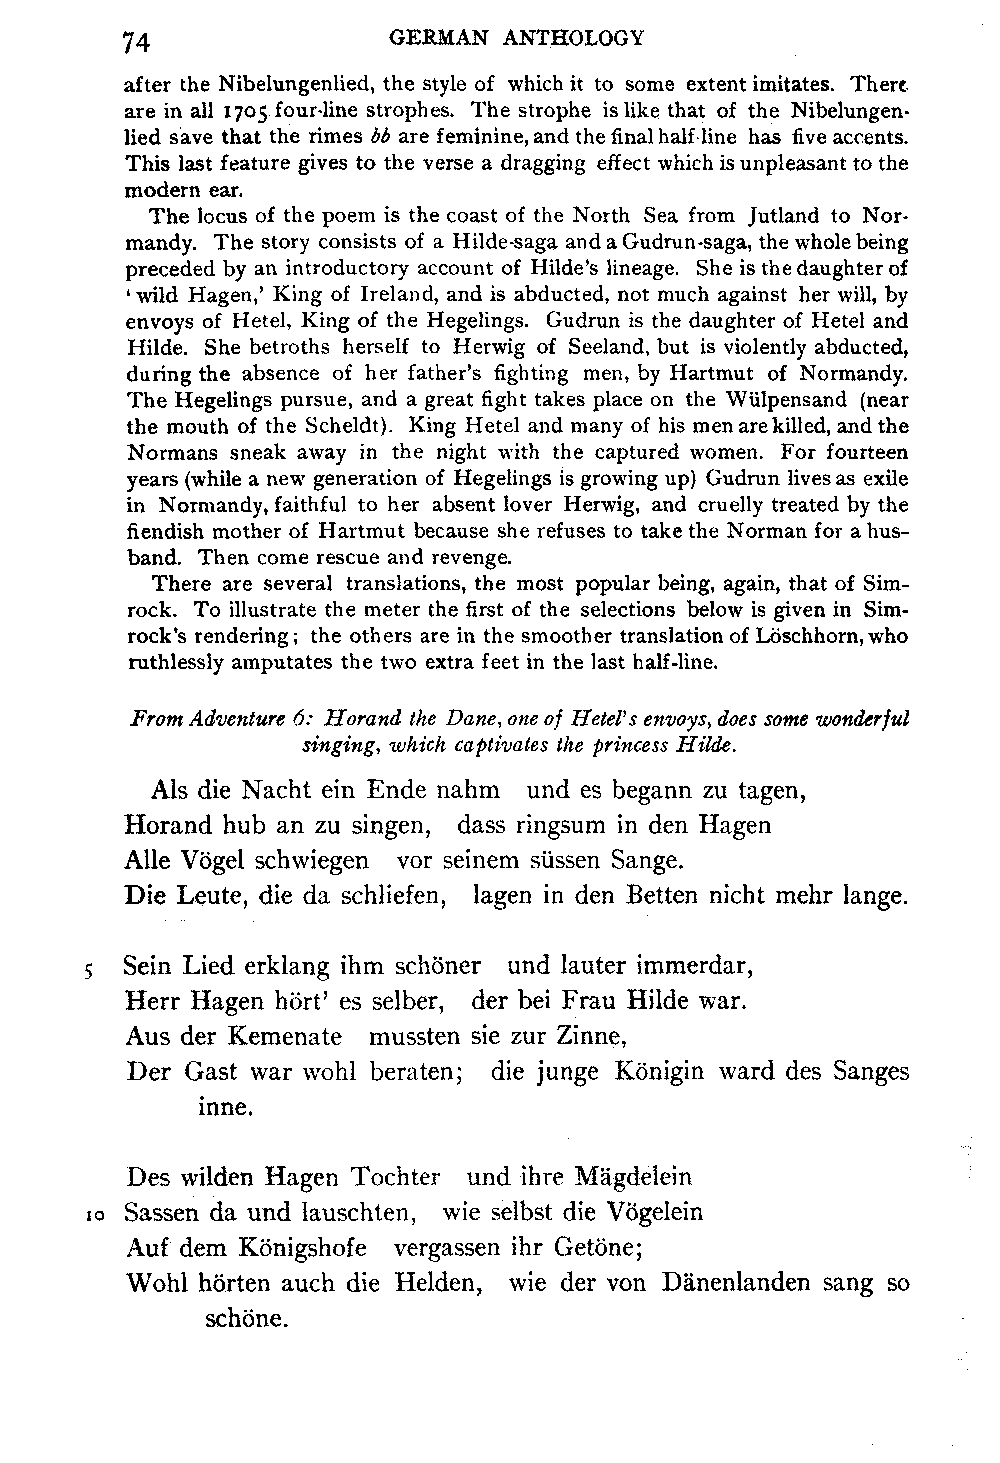 74 GERMAN ANTHOLOGY
after the Nibelungenlied, the style of which it to some extent imitates. There
are in all 1705 four-line strophes. The strophe is like that of the Nibelungen-
lied save that the rimes bb are feminine, and the final half-line has five accents.
This last feature gives to the verse a dragging effect which is unpleasant to the
modern ear.
The locus of the poem is the coast of the North Sea from Jutland to Nor-
mandy. The story consists of a Hilde-saga and a Gudrun-saga, the whole being
preceded by an introductory account of Hilde's lineage. She is the daughter of
'wild Hagen,' King of Ireland, and is abducted, not much against her will, by
envoys of Hetel, King of the Hegelings. Gudrun is the daughter of Hetel and
Hilde. She betroths herself to Herwig of Seeland, but is violently abducted,
during the absence of her father's fighting men, by Hartmut of Normandy.
The Hegelings pursue, and a great fight takes place on the Wülpensand (near
the mouth of the Scheldt). King Hetel and many of his men are killed, and the
Normans sneak away in the night with the captured women. For fourteen
years (while a new generation of Hegelings is growing up) Gudrun lives as exile
in Normandy, faithful to her absent lover Herwig, and cruelly treated by the
fiendish mother of Hartmut because she refuses to take the Norman for a hus-
band. Then come rescue and revenge.
There are several translations, the most popular being, again, that of Sim-
rock. To illustrate the meter the first of the selections below is given in Sim-
rock's rendering; the others are in the smoother translation of Löschhorn, who
ruthlessly amputates the two extra feet in the last half-line.
From Adventure 6: Horand the Dane, one of Hetel's envoys, does some wonderful
singing, which captivates the princess Hilde.
Als die Nacht ein Ende nahm und es begann zu tagen,
Horand hub an zu singen, dass ringsum in den Hagen
Alle Vögel schwiegen vor seinem süssen Sange.
Die Leute, die da schliefen, lagen in den Betten nicht mehr lange.
5 Sein Lied erklang ihm schöner und lauter immerdar,
Herr Hagen hört' es selber, der bei Frau Hilde war.
Aus der Kemenate mussten sie zur Zinne,
Der Gast war wohl beraten; die junge Königin ward des Sanges
inne.
Des wilden Hagen Tochter und ihre Mägdelein
10 Sassen da und lauschten, wie selbst die Vögelein
Auf dem Königshofe vergassen ihr Getöne;
Wohl hörten auch die Helden, wie der von Dänenlanden sang so
schöne.